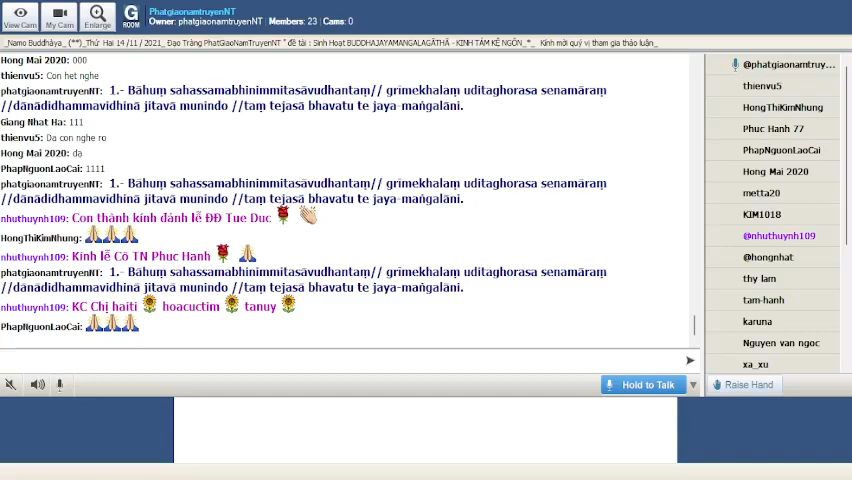 PhatgiaonamtruyenNT
Owner: phatgiaonamtruyenNT | Members: 23 | Cams: 0
View Cam
My Cam
Enlarge
G
ROOM
_Namo Buddhàya_ (**)_Thứ Hai 14 /11 / 2021_ Đạo Tràng PhatGiaoNamTruyenNT " đề tài : Sinh Hoạt BUDDHAJAYAMANGALAGĀTHĀ - KINH TÁM KỆ NGÔN_*_ Kính mời quý vị tham gia thảo luận_
Hong Mai 2020: 000
thienvu5: Con het nghe
phatgiaonamtruyenNT: 1.- Bāhuṃ sahassamabhinimmitasāvudhantaṃ// grīmekhalaṃ uditaghorasa senamāraṃ
//dānādidhammavidhinā jitavā munindo //taṃ tejasā bhavatu te jaya-maṅgalāni.
Giang Nhat Ha: 111
thienvu5: Da con nghe ro
Hong Mai 2020: dạ
PhapNguonLaoCai: 1111
phatgiaonamtruyenNT: 1.- Bāhuṃ sahassamabhinimmitasāvudhantaṃ// grīmekhalaṃ uditaghorasa senamāraṃ
//dānādidhammavidhinā jitavā munindo //taṃ tejasā bhavatu te jaya-maṅgalāni.
nhuthuynh109: Con thành kính đảnh lễ ĐĐ Tue Duc
HongThiKimNhung:
nhuthuynh109: Kính lễ Cô TN Phuc Hanh
phatgiaonamtruyenNT: 1.- Bāhuṃ sahassamabhinimmitasāvudhantaṃ// grīmekhalaṃ uditaghorasa senamāraṃ
//dānādidhammavidhinā jitavā munindo //taṃ tejasā bhavatu te jaya-maṅgalāni.
nhuthuynh109: KC Chị haiti hoacuctim tanuy
PhapNguonLaoCai:
@phatgiaonamtruy...
thienvu5
HongThiKimNhung
Phuc Hanh 77
PhapNguonLaoCai
Hong Mai 2020
metta20
KIM1018
@nhuthuynh109
@hongnhat
thy lam
tam-hanh
karuna
Nguyen van ngoc
xa_xu
Hold to Talk
Raise Hand